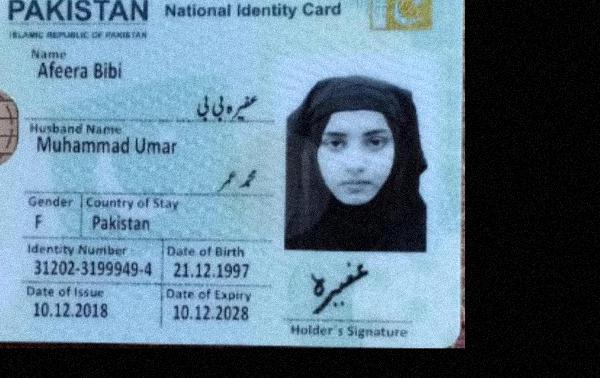 PAKISTAN National Identity Card
ISLAMIC REPUBLIC OF PAKISTAN
Name
Afeera Bibi
عفیرہ بی بی
Husband Name
Muhammad Umar
محمد عمر
Gender Country of Stay
F Pakistan
Identity Number Date of Birth
31202-3199949-4 21.12.1997
Date of Issue Date of Expiry
10.12.2018 10.12.2028
عفیرہ
Holder's Signature